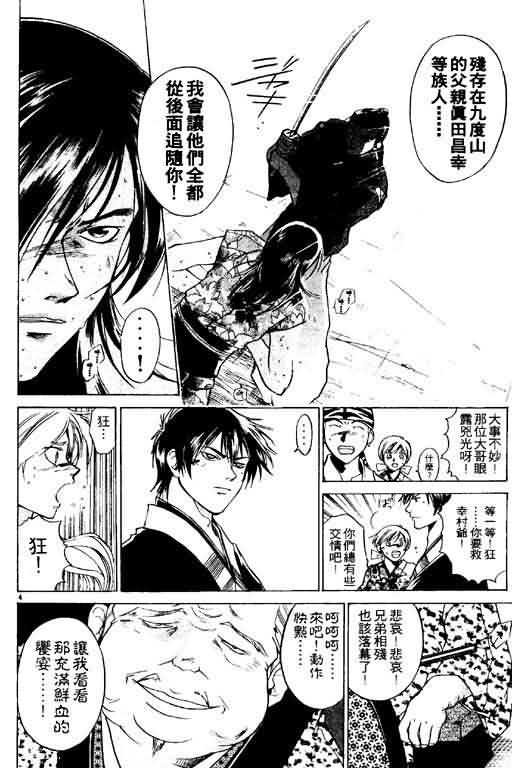 殘存在九度山
的父親眞田昌幸
等族人……
我會讓他們全都
從後面追隨你！
……！
大事不妙！
那位大哥眼
露兇光呀！
什麼？
……
狂…
狂！
等、等！狂
……你要救
幸村爺！
你們總有些
交情吧！
悲哀！悲哀！
兄弟相殘
也該落幕了！
呵呵呵……
來吧！動作
快點……
讓我看看
那充滿鮮血的
饗宴……！
4